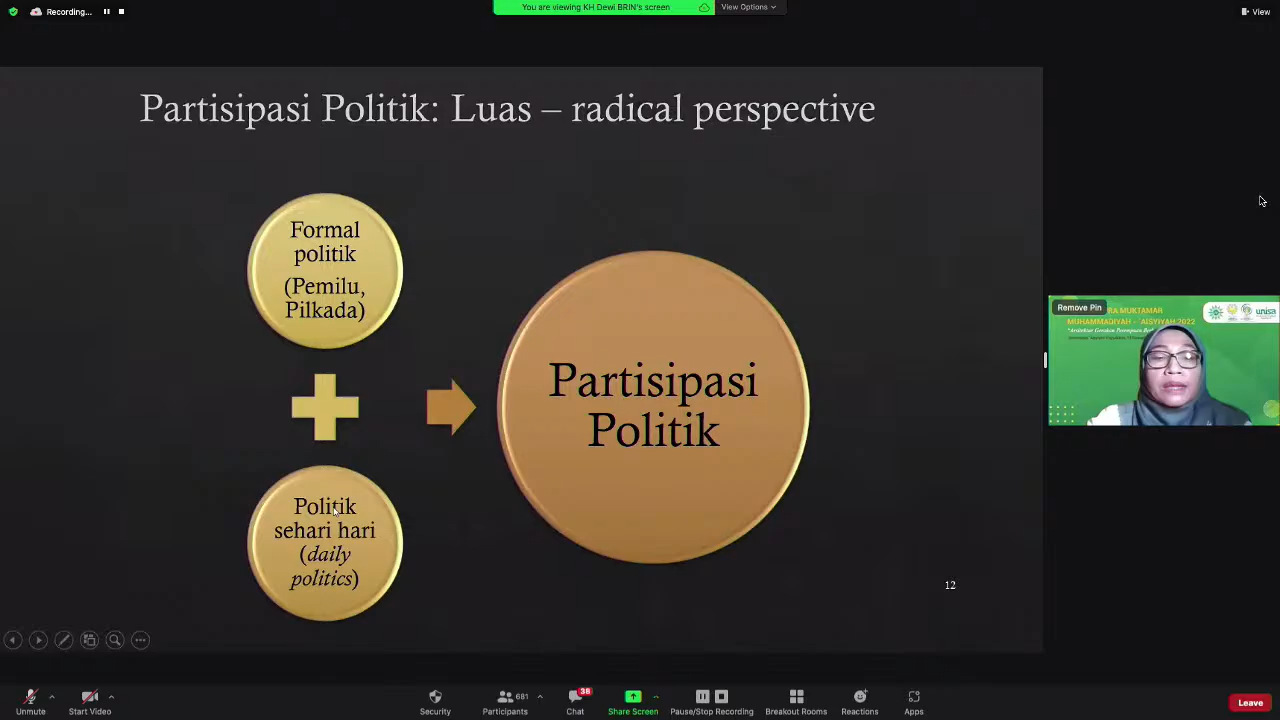 Recording...
You are viewing KH Dewi BRIN's screen
View Options
View
Partisipasi Politik: Luas – radical perspective
Formal
politik
(Pemilu,
Pilkada)
Partisipasi
Politik
Politik
sehari hari
(daily
politics)
12
Remove Pin
MUKTAMAR
MUHAMMADIYAH - 'AISYIYAH 2022
unisa
Unmute
Start Video
Security
681
Participants
38
Chat
Share Screen
Pause/Stop Recording
Breakout Rooms
Reactions
Apps
Leave